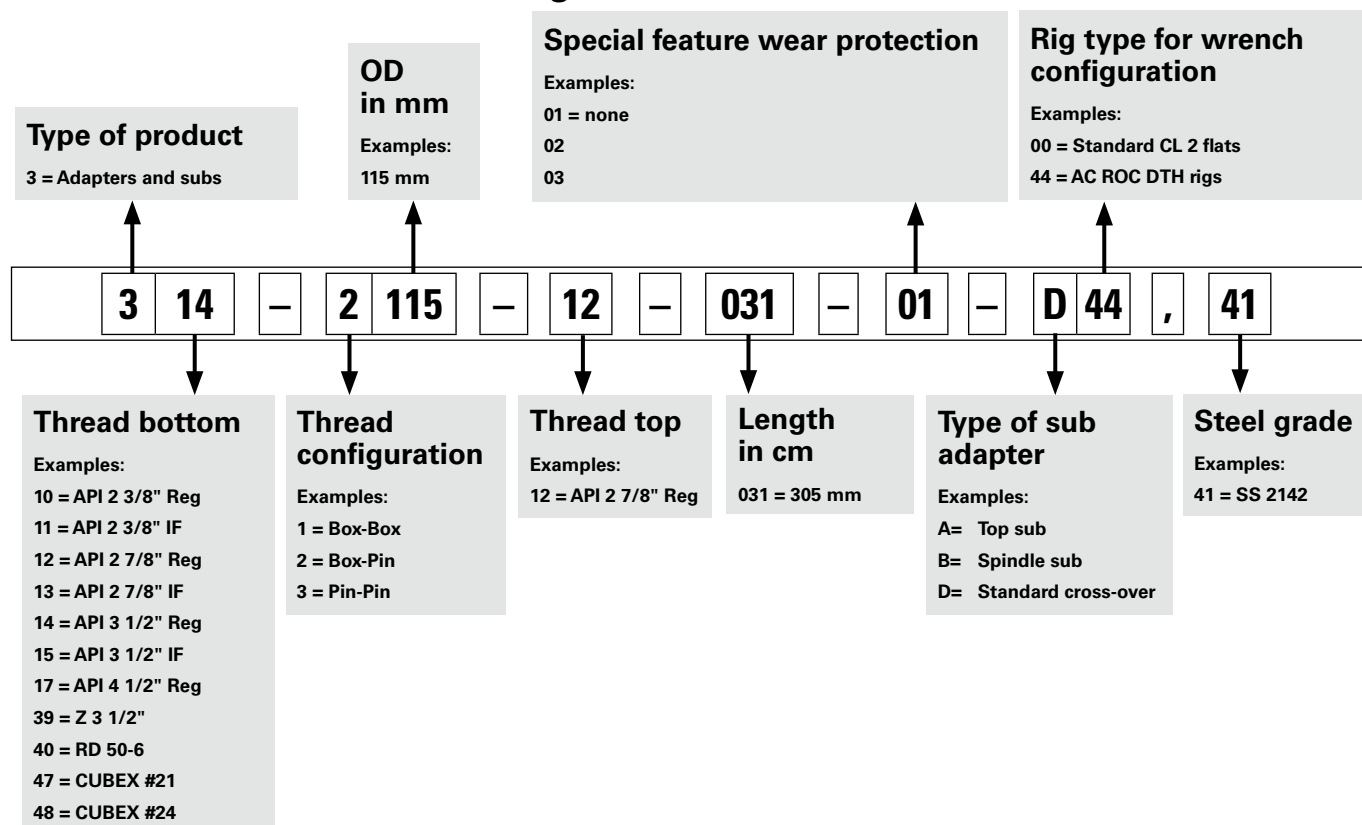 Type of product
3 = Adapters and subs
OD
in mm
Examples:
115 mm
Special feature wear protection
Examples:
01 = none
02
03
Rig type for wrench
configuration
Examples:
00 = Standard CL 2 flats
44 = AC ROC DTH rigs
3 14 – 2 115 – 12 – 031 – 01 – D 44 , 41
Thread bottom
Examples:
10 = API 2 3/8" Reg
11 = API 2 3/8" IF
12 = API 2 7/8" Reg
13 = API 2 7/8" IF
14 = API 3 1/2" Reg
15 = API 3 1/2" IF
17 = API 4 1/2" Reg
39 = Z 3 1/2"
40 = RD 50-6
47 = CUBEX #21
48 = CUBEX #24
Thread
configuration
Examples:
1 = Box-Box
2 = Box-Pin
3 = Pin-Pin
Thread top
Examples:
12 = API 2 7/8" Reg
Length
in cm
031 = 305 mm
Type of sub
adapter
Examples:
A= Top sub
B= Spindle sub
D= Standard cross-over
Steel grade
Examples:
41 = SS 2142